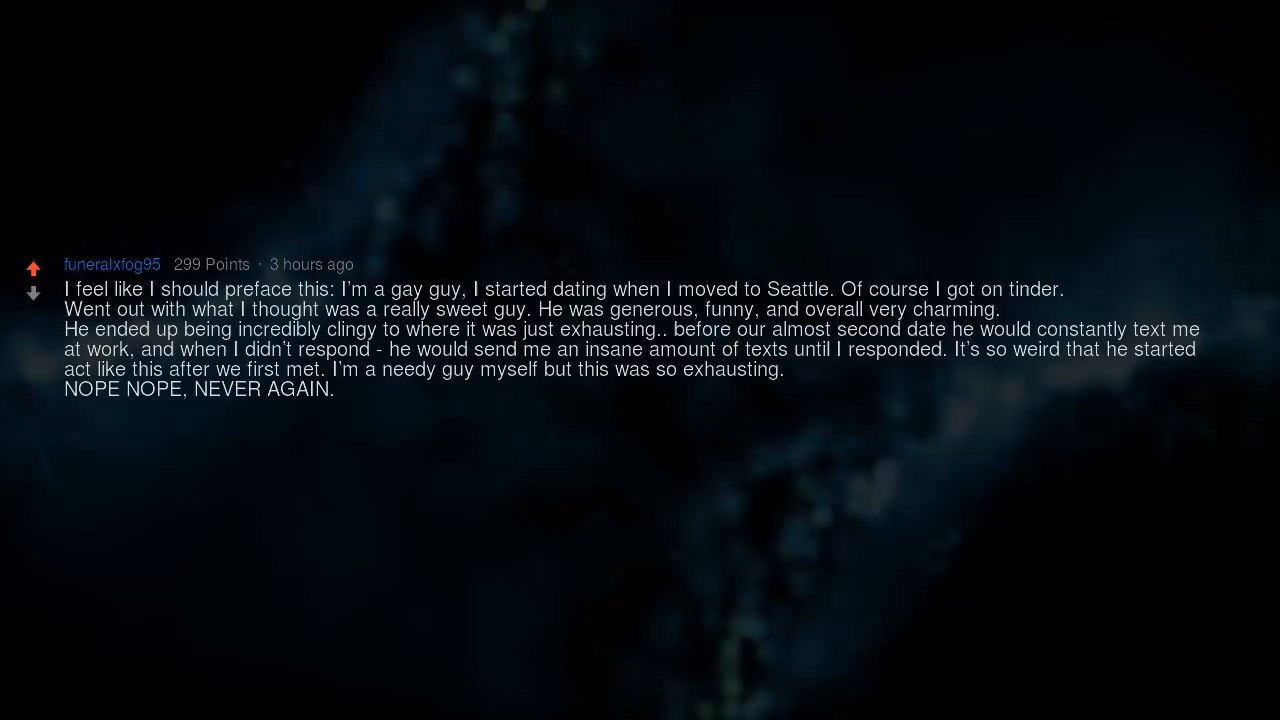 funeralxfog95 299 Points · 3 hours ago
I feel like I should preface this: I'm a gay guy, I started dating when I moved to Seattle. Of course I got on tinder.
Went out with what I thought was a really sweet guy. He was generous, funny, and overall very charming.
He ended up being incredibly clingy to where it was just exhausting.. before our almost second date he would constantly text me
at work, and when I didn't respond - he would send me an insane amount of texts until I responded. It's so weird that he started
act like this after we first met. I'm a needy guy myself but this was so exhausting.
NOPE NOPE, NEVER AGAIN.